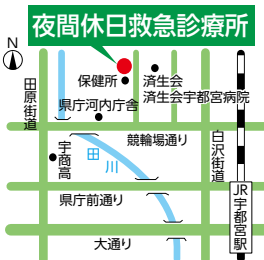 夜間休日救急診療所
N
田原街道
保健所
済生会
済生会宇都宮病院
県庁河内庁舎
競輪場通り
白沢街道
田川
宇商高
県庁前通り
JR宇都宮駅
大通り